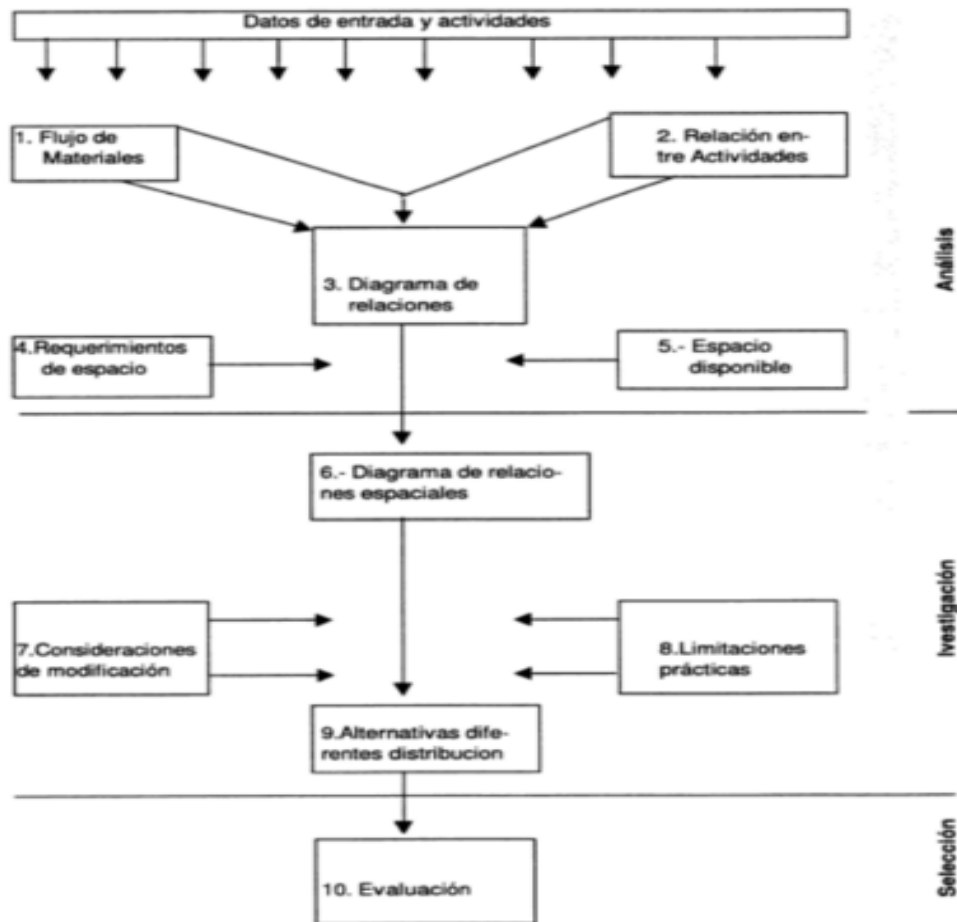 Datos de entrada y actividades
1. Flujo de
Materiales
2. Relación en-
tre Actividades
3. Diagrama de
relaciones
4.Requerimientos
de espacio
5.- Espacio
disponible
Análisis
6.- Diagrama de relacio-
nes espaciales
7.Consideraciones
de modificación
8.Limitaciones
prácticas
Ivestigación
9.Alternativas dife-
rentes distribucion
10. Evaluación
Selección